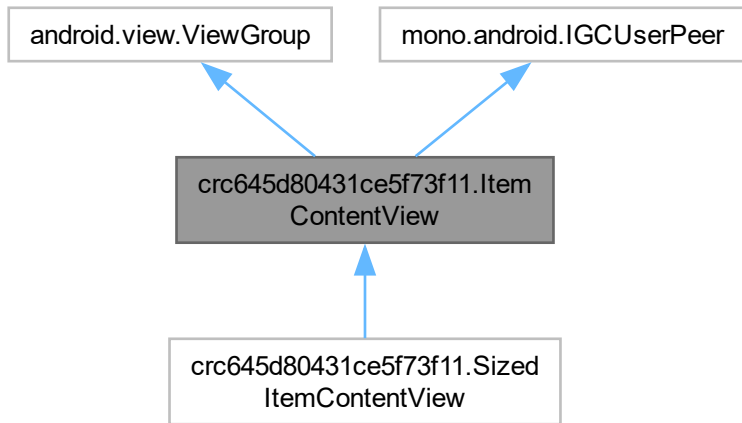 android.view.ViewGroup
mono.android.IGCUserPeer
crc645d80431ce5f73f11.Item
ContentView
crc645d80431ce5f73f11.Sized
ItemContentView